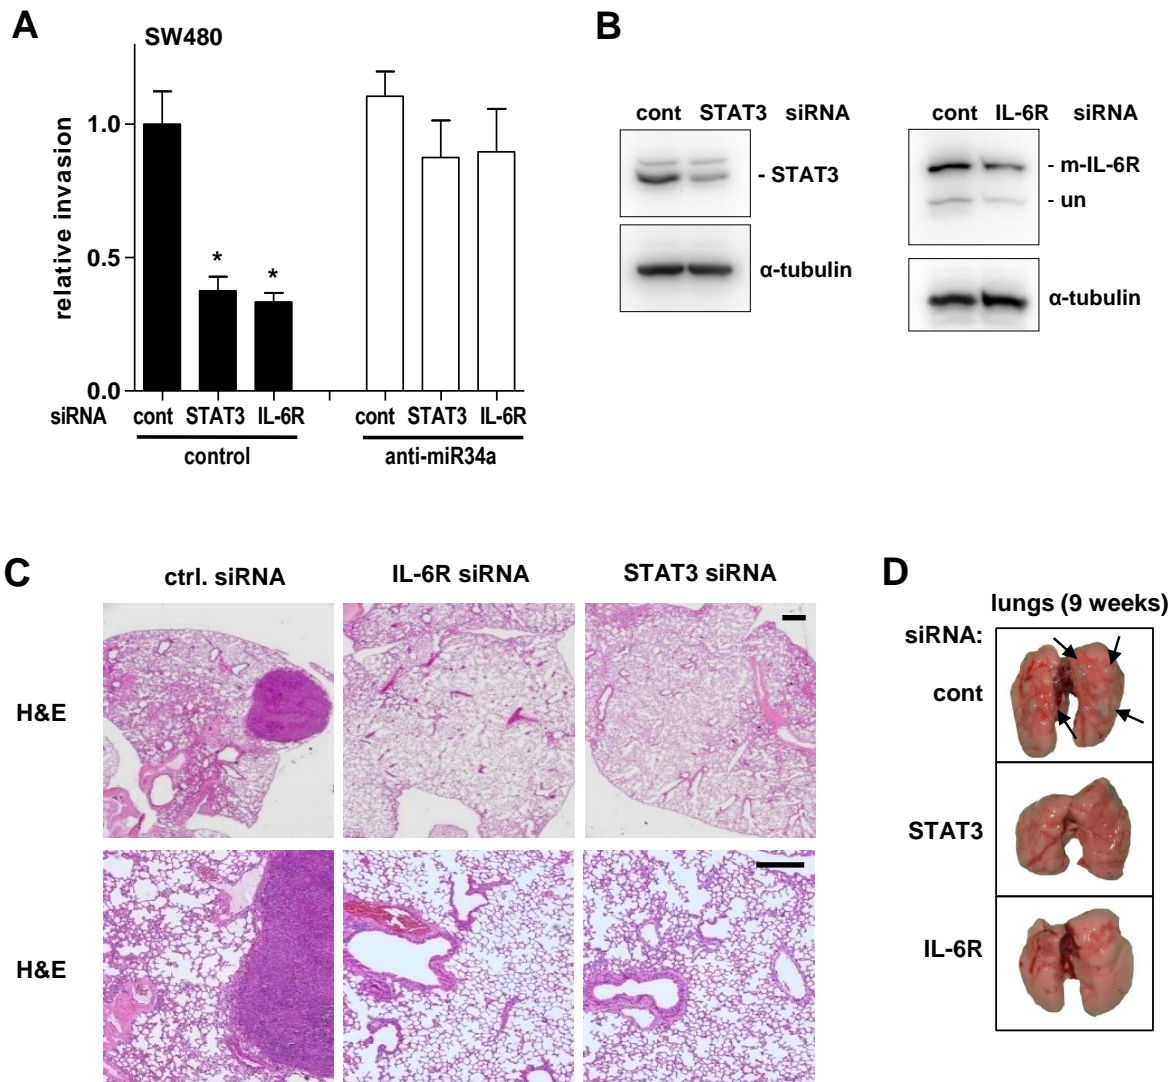 A
SW480
relative invasion
1.0
0.5
0.0
*
*
siRNA
cont STAT3 IL-6R
cont STAT3 IL-6R
control
anti-miR34a
B
cont STAT3 siRNA
- STAT3
α-tubulin
cont IL-6R siRNA
- m-IL-6R
- un
α-tubulin
C
ctrl. siRNA
IL-6R siRNA
STAT3 siRNA
H&E
H&E
D
lungs (9 weeks)
siRNA:
cont
STAT3
IL-6R